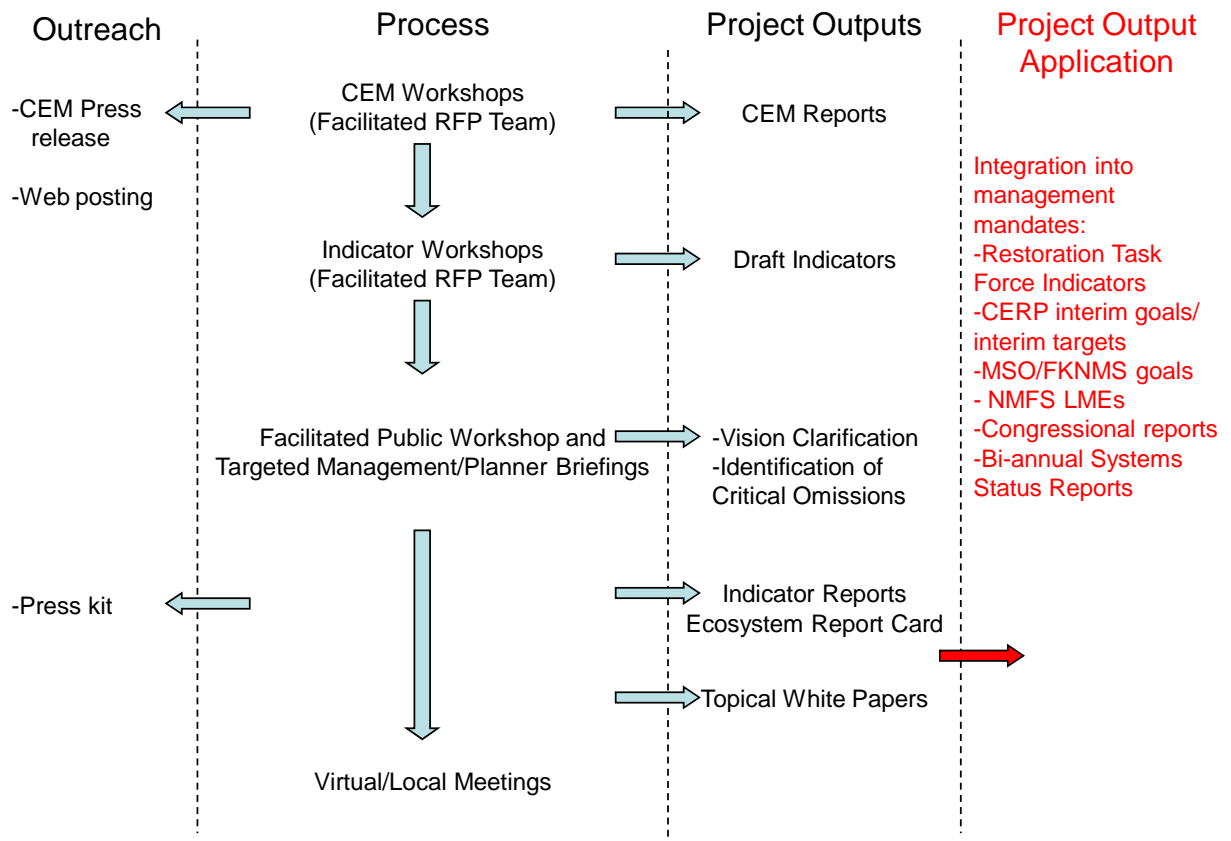 Outreach
-CEM Press
release
-Web posting
-Press kit
Process
CEM Workshops
(Facilitated RFP Team)
Indicator Workshops
(Facilitated RFP Team)
Facilitated Public Workshop and
Targeted Management/Planner Briefings
Virtual/Local Meetings
Project Outputs
CEM Reports
Draft Indicators
-Vision Clarification
-Identification of
Critical Omissions
Indicator Reports
Ecosystem Report Card
Topical White Papers
Project Output
Application
Integration into
management
mandates:
-Restoration Task
Force Indicators
-CERP interim goals/
interim targets
-MSO/FKNMS goals
- NMFS LMEs
-Congressional reports
-Bi-annual Systems
Status Reports